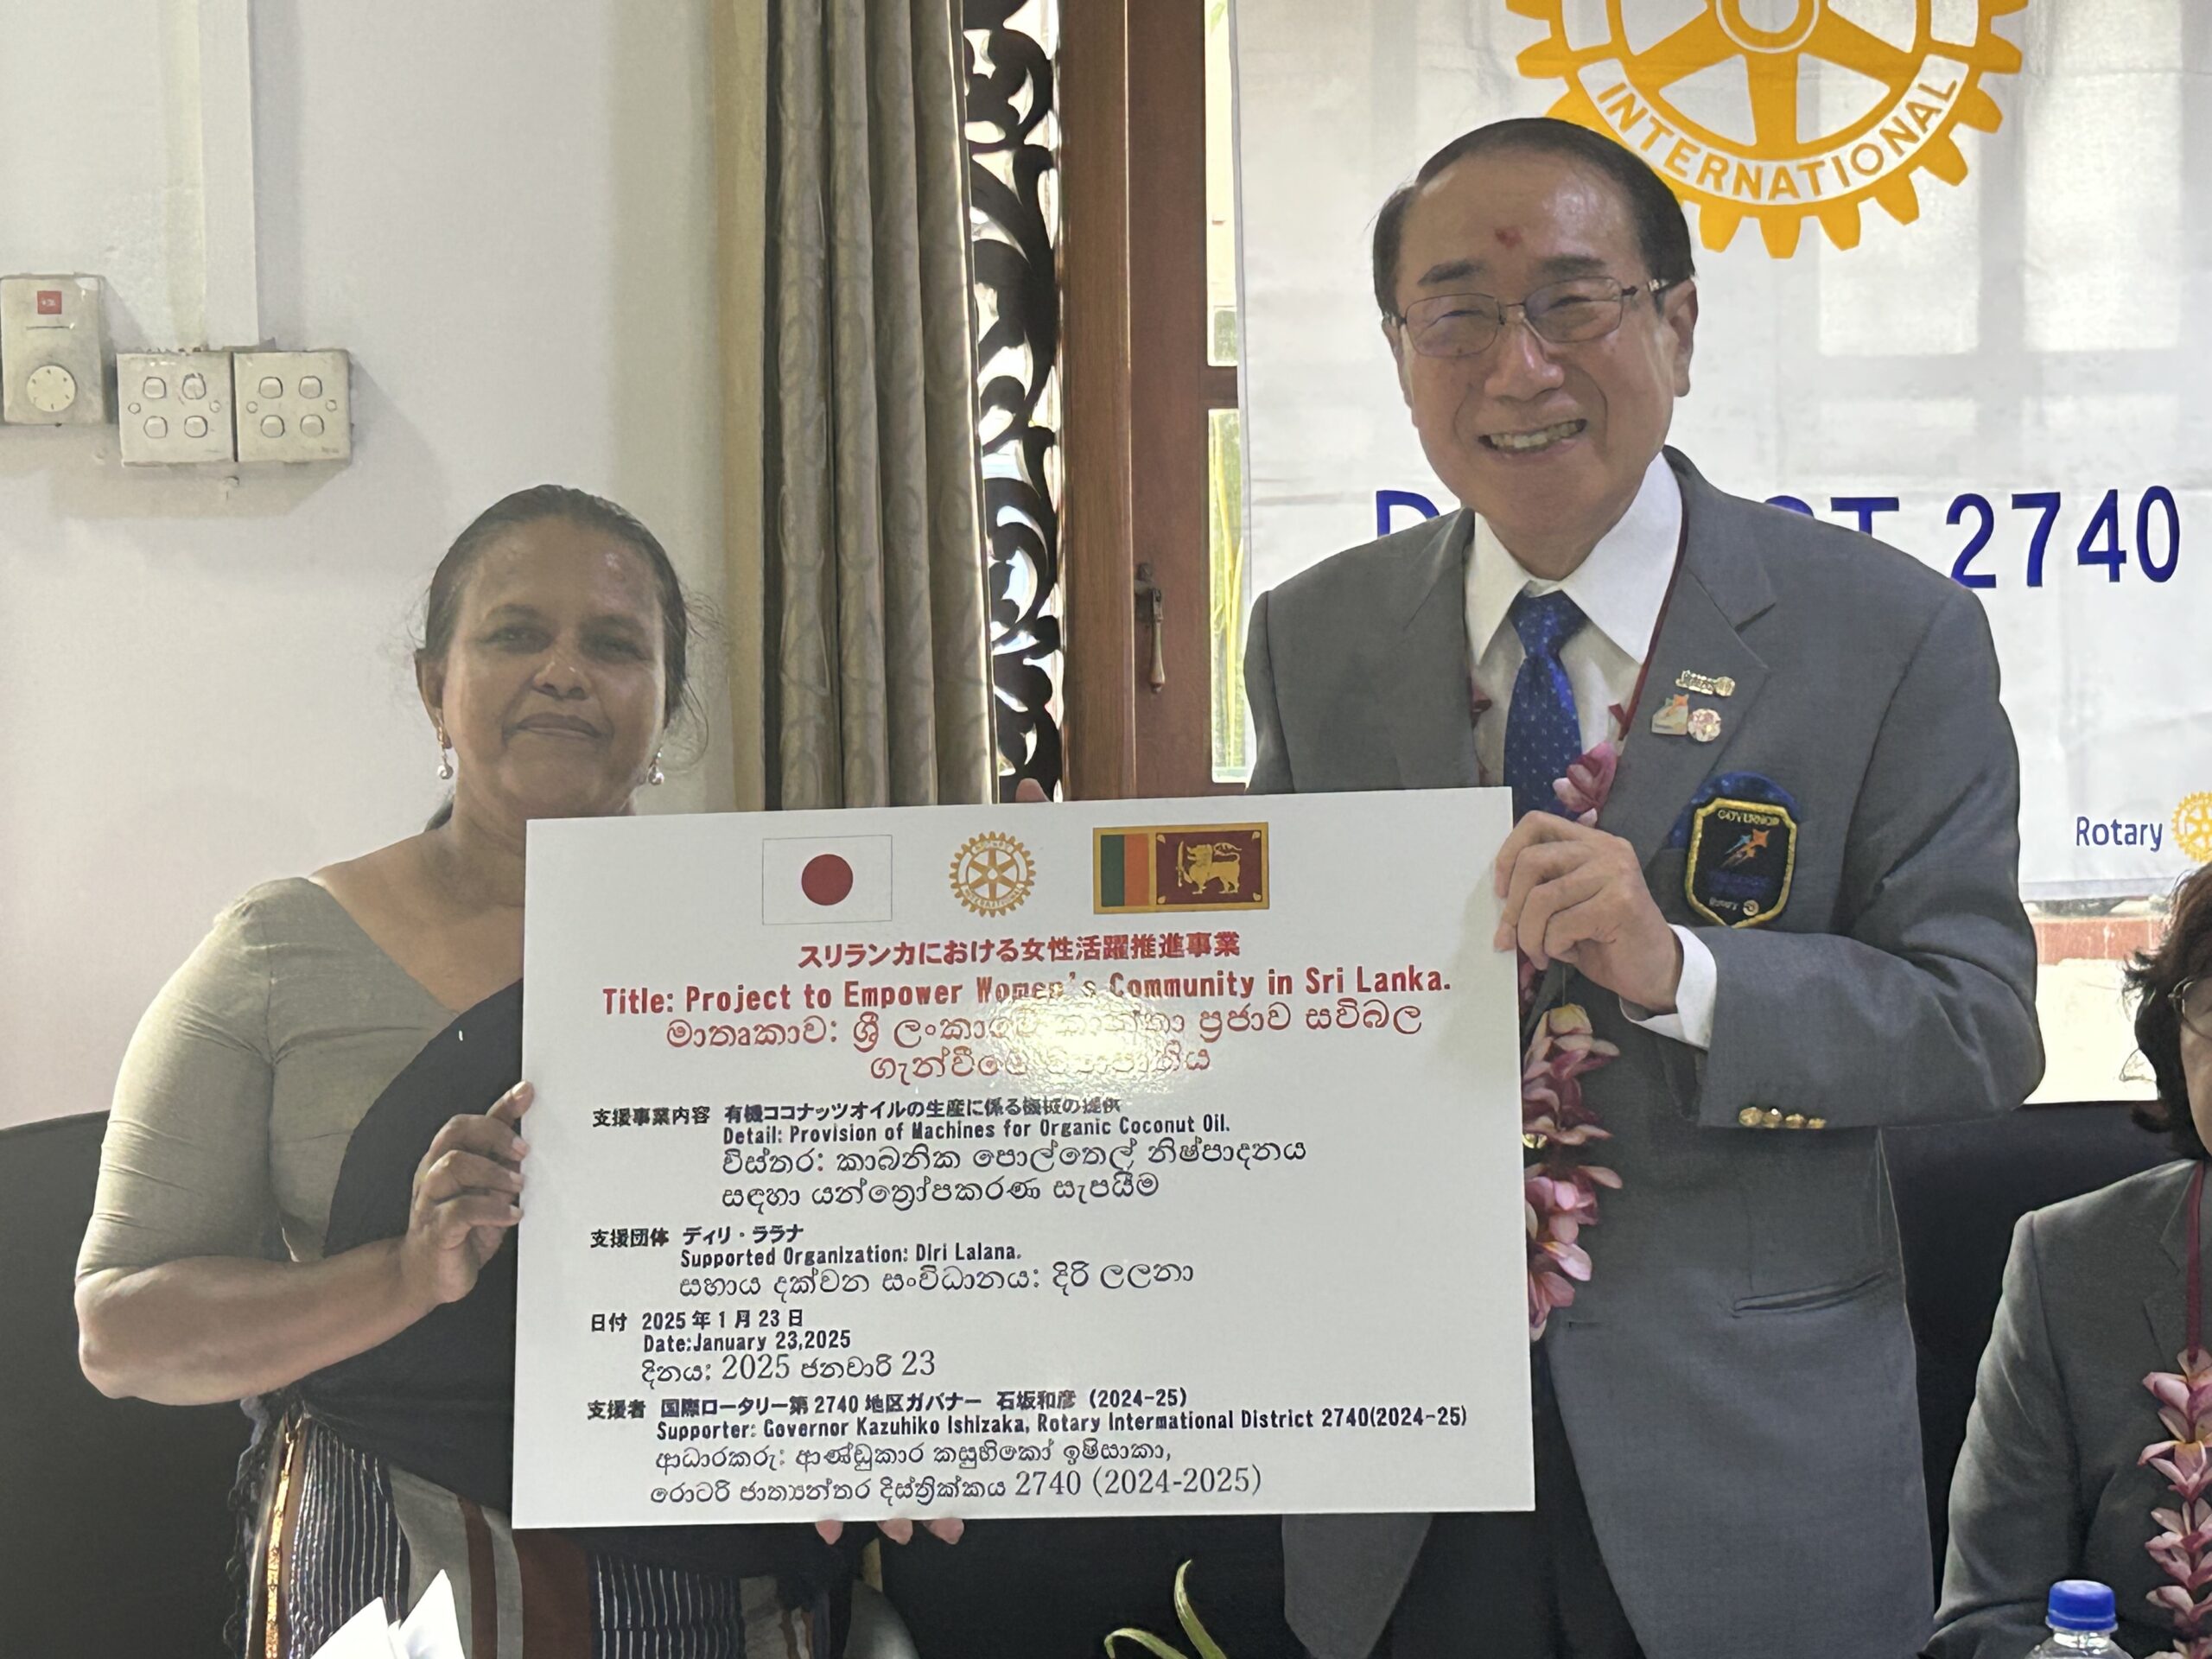 INTERNATIONAL
2740
Rotary
GOVERNOR
Rotary
スリランカにおける女性活躍推進事業
Title: Project to Empower Women's Community in Sri Lanka.
මාතෘකාව: ශ්‍රී ලංකාවේ කාන්තා ප්‍රජාව සවිබල
ගැන්වීමේ ව්‍යාපෘතිය
支援事業内容 有機ココナッツオイルの生産に係る機械の提供
Detail: Provision of Machines for Organic Coconut Oil.
විස්තර: කාබනික පොල්තෙල් නිෂ්පාදනය
සඳහා යන්ත්‍රෝපකරණ සැපයීම
支援団体 ディリ・ララナ
Supported Organization: Diri Lalana.
සහාය දක්වන සංවිධානය: දිරි ලලනා
日付 2025年1月23日
Date:January 23,2025
දිනය: 2025 ජනවාරි 23
支援者 国際ロータリー第2740地区ガバナー 石坂和彦 (2024-25)
Supporter: Governor Kazuhiko Ishizaka, Rotary Intermational District 2740(2024-25)
ආධාරකරු: ආණ්ඩුකාර කසුහිකෝ ඉෂිසාකා,
රොටරි ජාත්‍යන්තර දිස්ත්‍රික්කය 2740 (2024-2025)